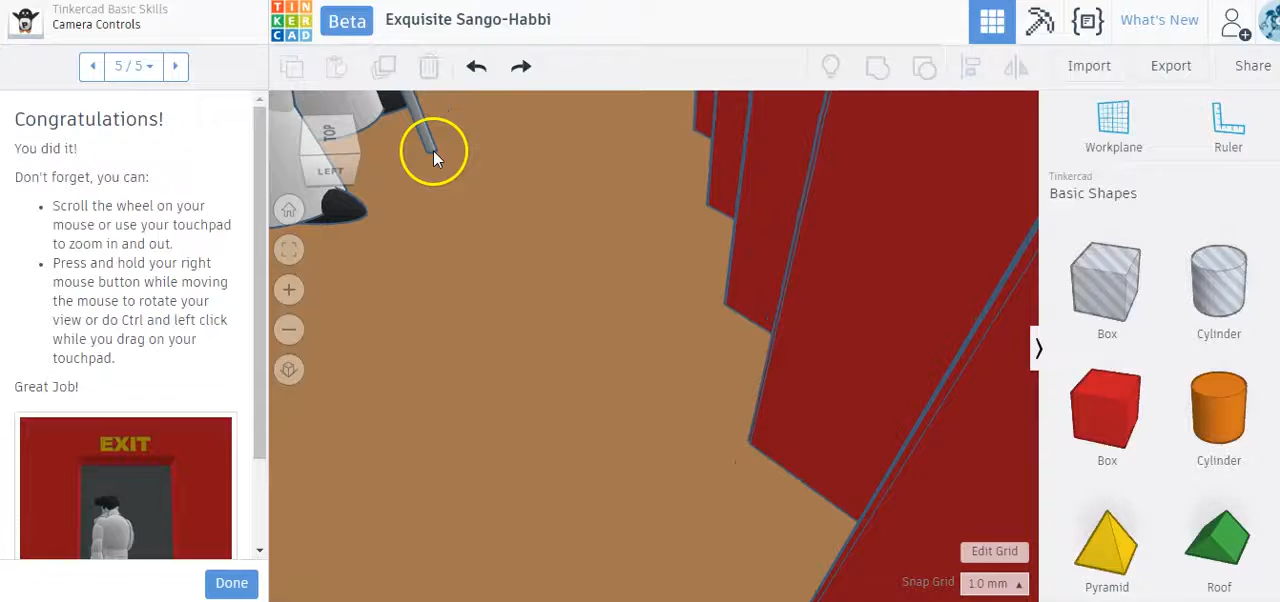 Tinkercad Basic Skills
Camera Controls
TIN
KER
CAD
Beta
Exquisite Sango-Habbi
What's New
5 / 5
Import
Export
Share
Congratulations!
You did it!
Don't forget, you can:
Scroll the wheel on your
mouse or use your touchpad
to zoom in and out.
Press and hold your right
mouse button while moving
the mouse to rotate your
view or do Ctrl and left click
while you drag on your
touchpad.
Great Job!
EXIT
Done
TOP
LEFT
Edit Grid
Snap Grid
1.0 mm
Workplane
Ruler
Tinkercad
Basic Shapes
Box
Cylinder
Box
Cylinder
Pyramid
Roof